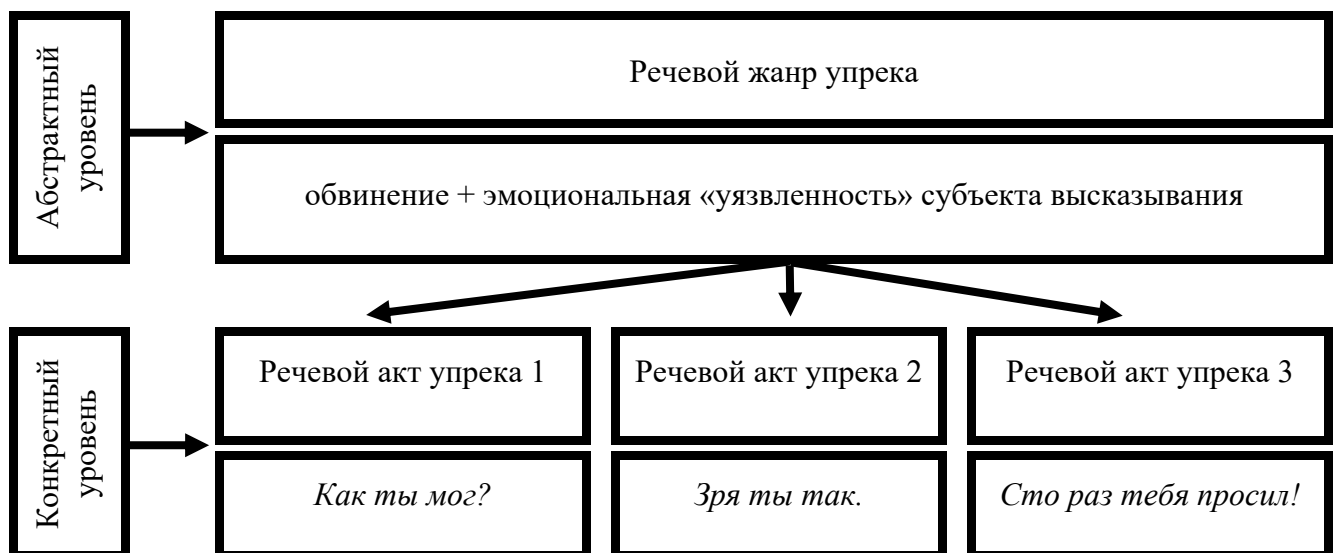 Абстрактный
уровень
Речевой жанр упрека
обвинение + эмоциональная «уязвленность» субъекта высказывания
Конкретный
уровень
Речевой акт упрека 1
Речевой акт упрека 2
Речевой акт упрека 3
Как ты мог?
Зря ты так.
Сто раз тебя просил!